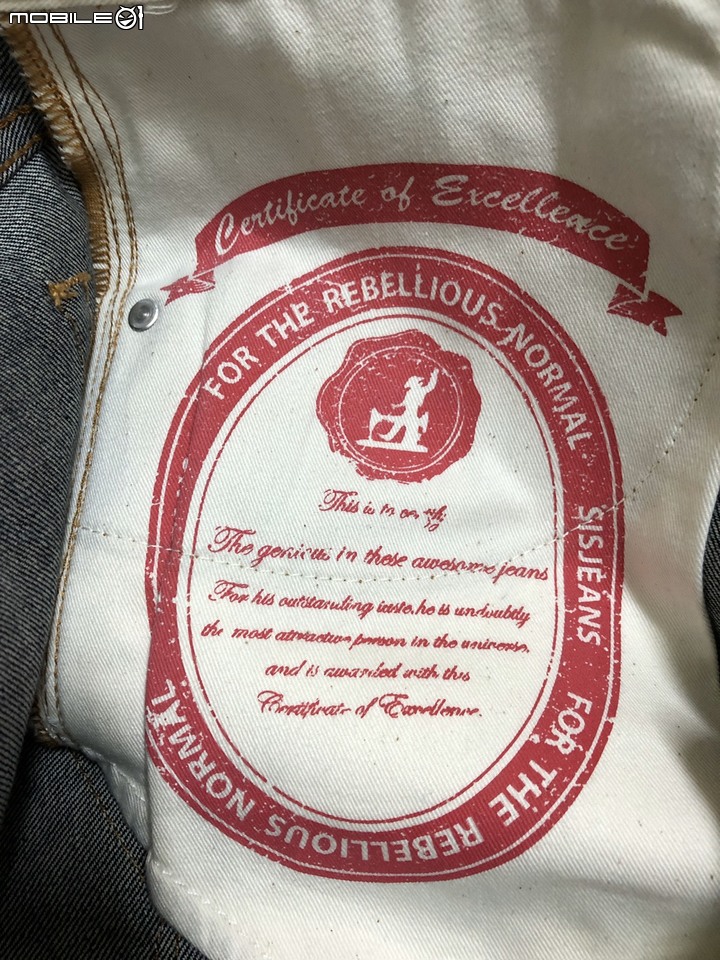 MOBILE01
Certificate of Excellence
FOR THE REBELLIOUS NORMAL
SISJEANS
FOR THE REBELLIOUS NORMAL
This is to
The genious in these awesome jeans
For his outstanding taste, he is undoubtly
the most attractive person in the universe.
and is awarded with this
Certificate of Excellence.